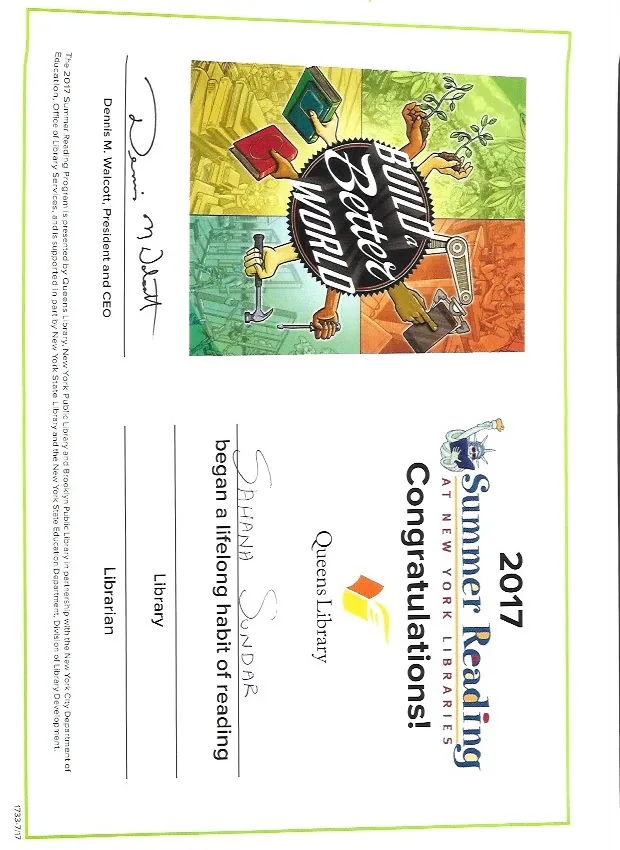 BUILD
a
Better
WORLD
2017
Summer Reading
AT NEW YORK LIBRARIES
Congratulations!
Queens Library
SAHANA SUNDAR
began a lifelong habit of reading
Library
Dennis M Walcott
Dennis M. Walcott, President and CEO
Librarian
The 2017 Summer Reading Program is presented by Queens Library, New York Public Library and Brooklyn Public Library in partnership with the New York City Department of
Education, Office of Library Services, and is supported in part by New York State Library and the New York State Education Department, Division of Library Development.
1733-7/17